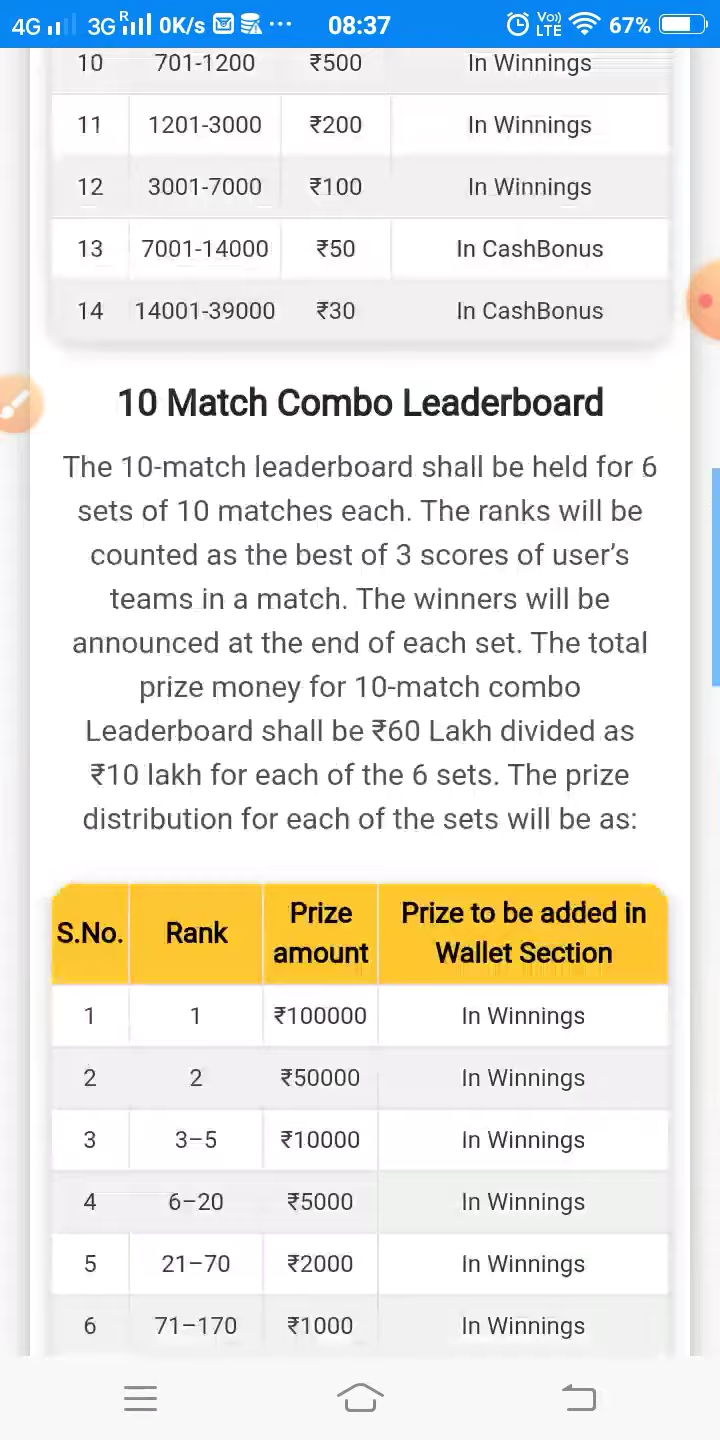 4G 3G R 0K/s ... 08:37 Vo) LTE 67%
10 701-1200 ₹500 In Winnings
11 1201-3000 ₹200 In Winnings
12 3001-7000 ₹100 In Winnings
13 7001-14000 ₹50 In CashBonus
14 14001-39000 ₹30 In CashBonus
10 Match Combo Leaderboard
The 10-match leaderboard shall be held for 6
sets of 10 matches each. The ranks will be
counted as the best of 3 scores of user’s
teams in a match. The winners will be
announced at the end of each set. The total
prize money for 10-match combo
Leaderboard shall be ₹60 Lakh divided as
₹10 lakh for each of the 6 sets. The prize
distribution for each of the sets will be as:
S.No. Rank Prize amount Prize to be added in Wallet Section
1 1 ₹100000 In Winnings
2 2 ₹50000 In Winnings
3 3–5 ₹10000 In Winnings
4 6–20 ₹5000 In Winnings
5 21–70 ₹2000 In Winnings
6 71–170 ₹1000 In Winnings